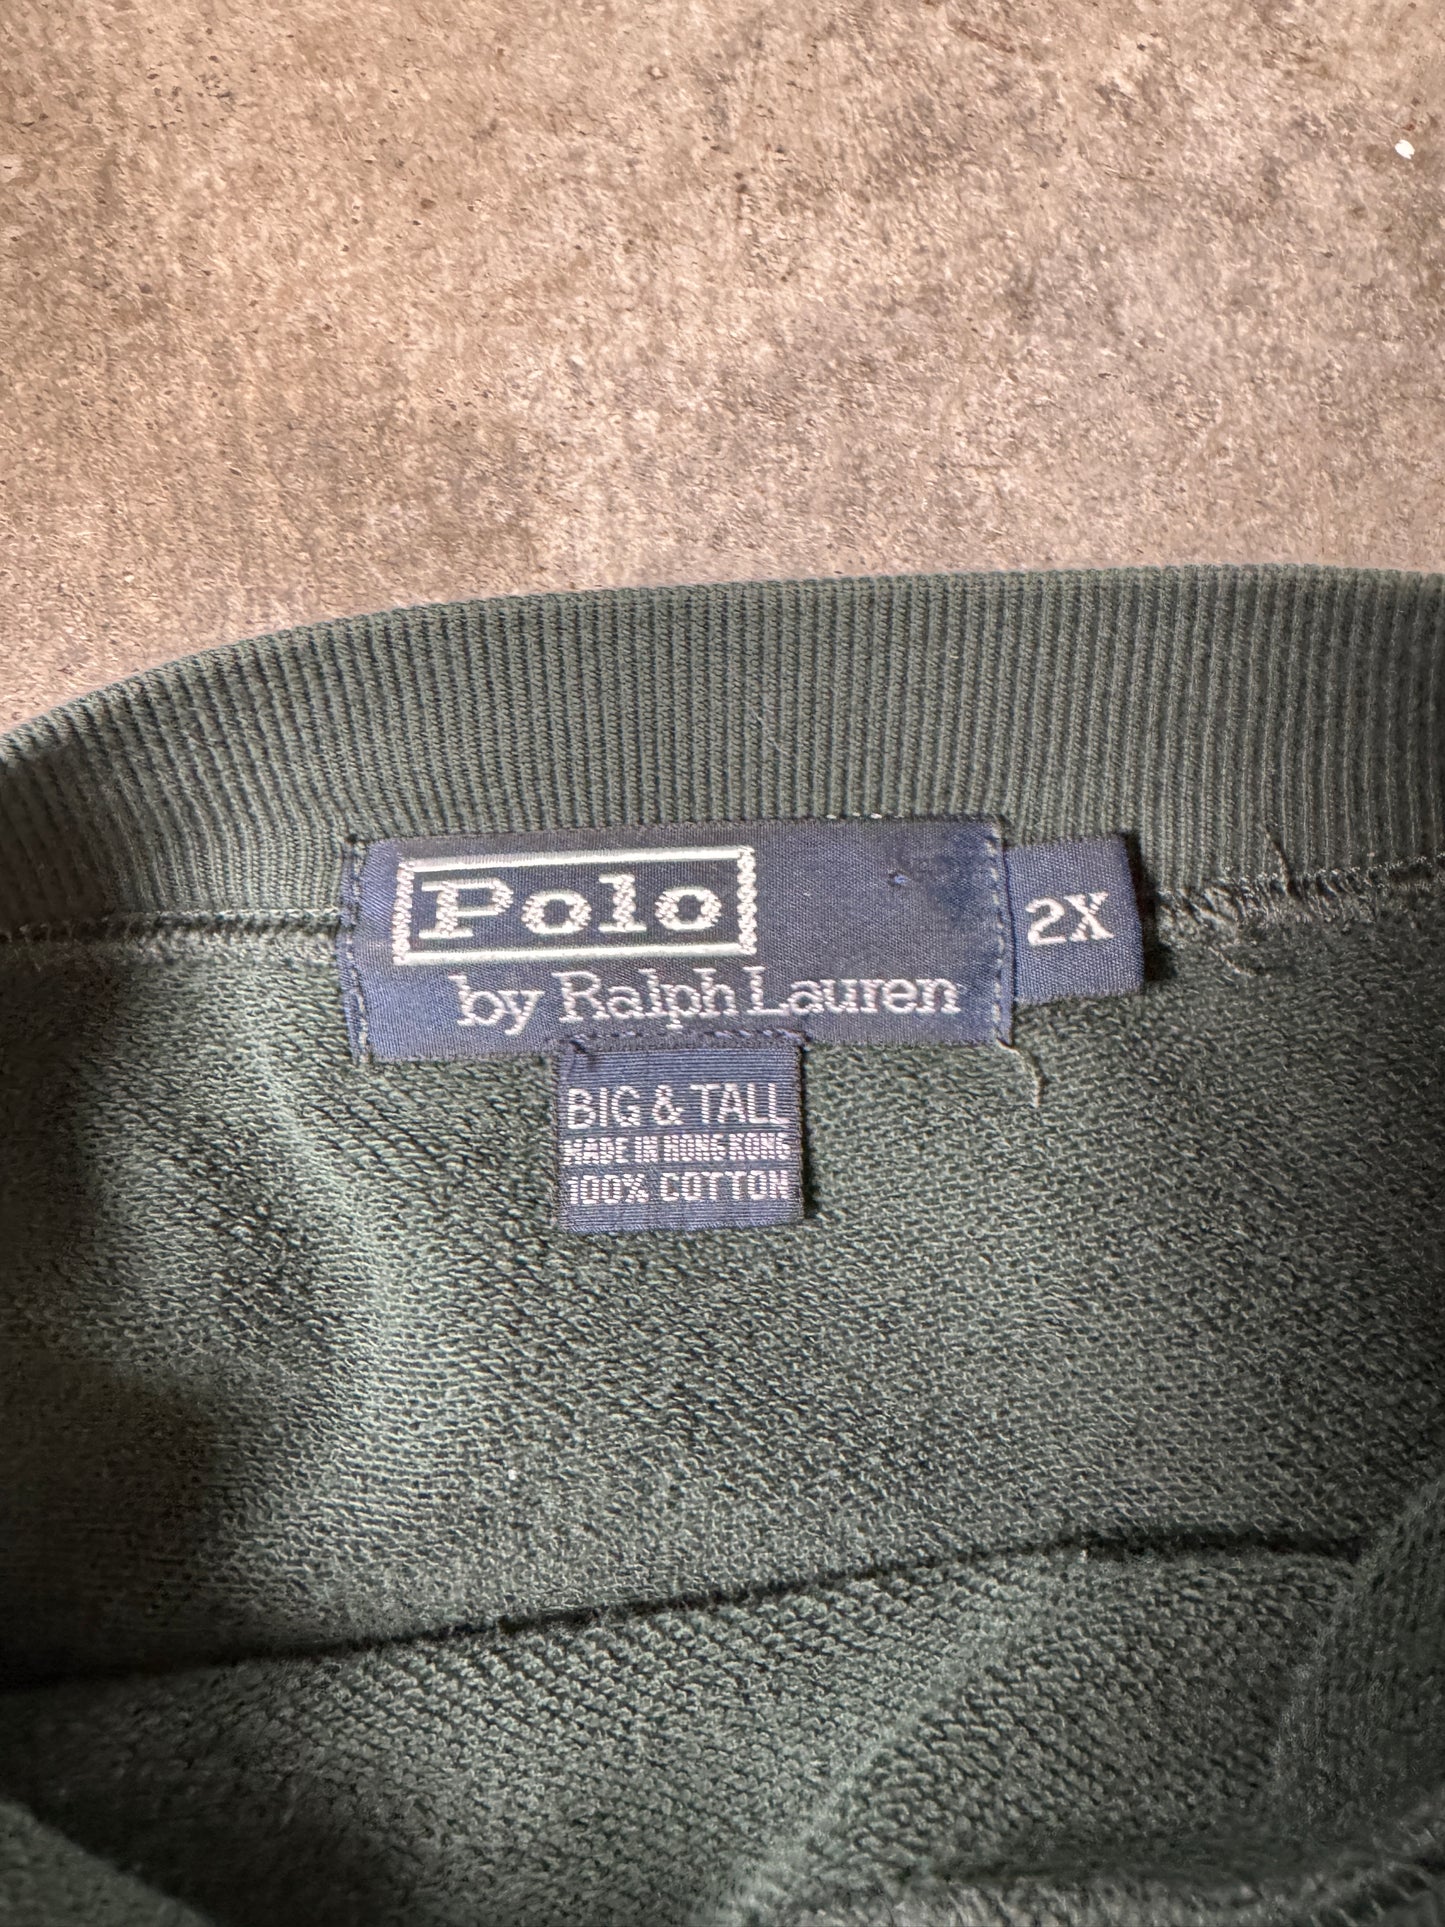 Polo
by Ralph Lauren
2X
BIG & TALL
MADE IN HONG KONG
100% COTTON